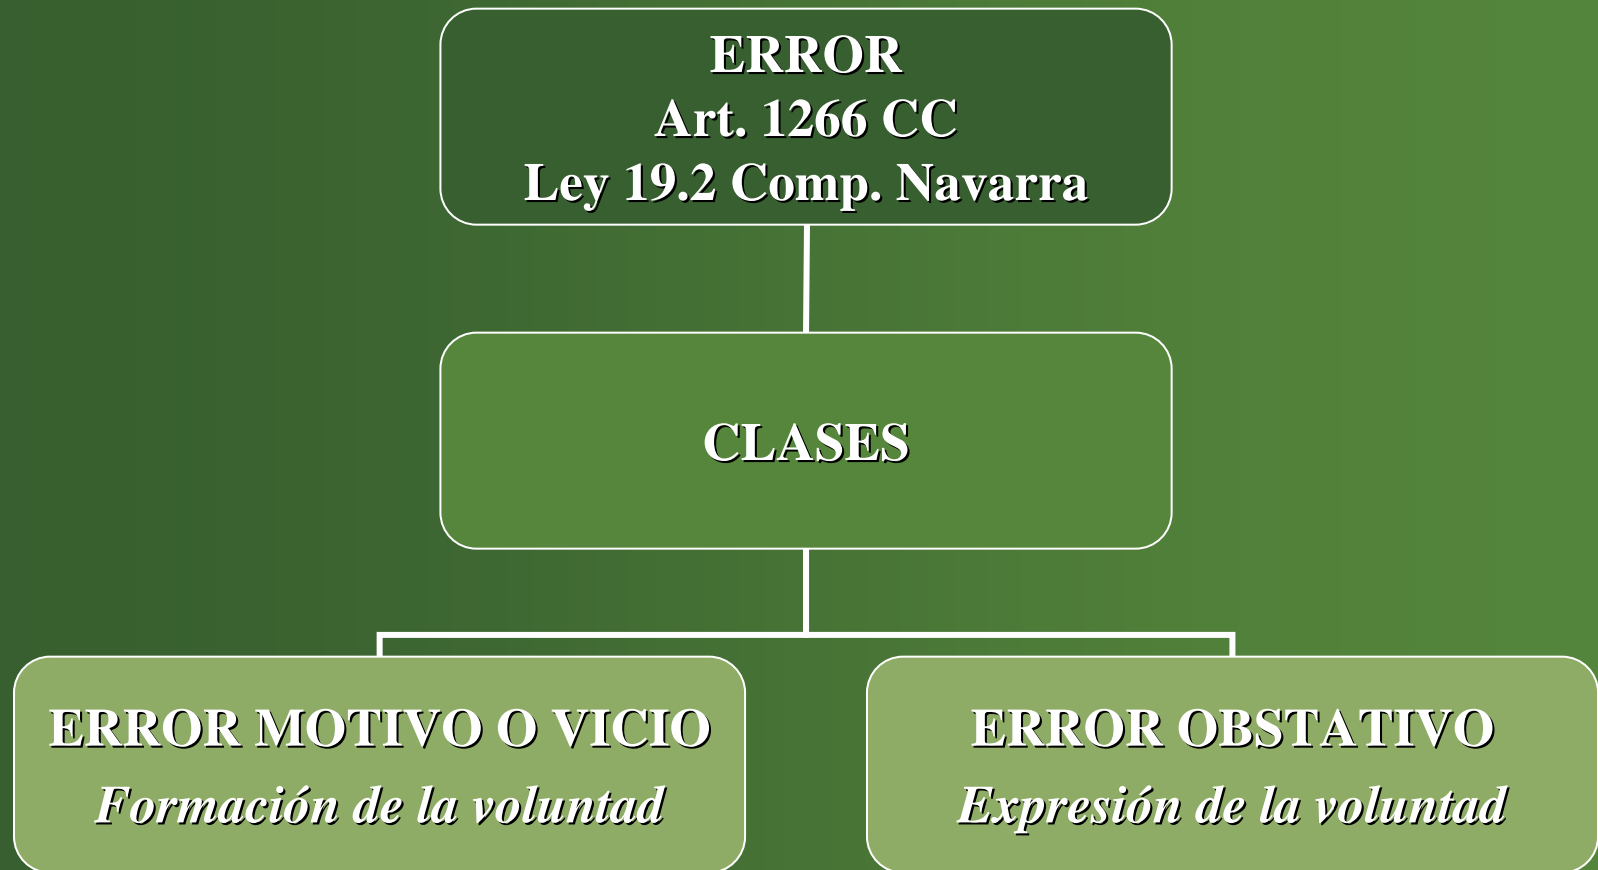 ERROR
Art. 1266 CC
Ley 19.2 Comp. Navarra
CLASES
ERROR MOTIVO O VICIO
Formación de la voluntad
ERROR OBSTATIVO
Expresión de la voluntad